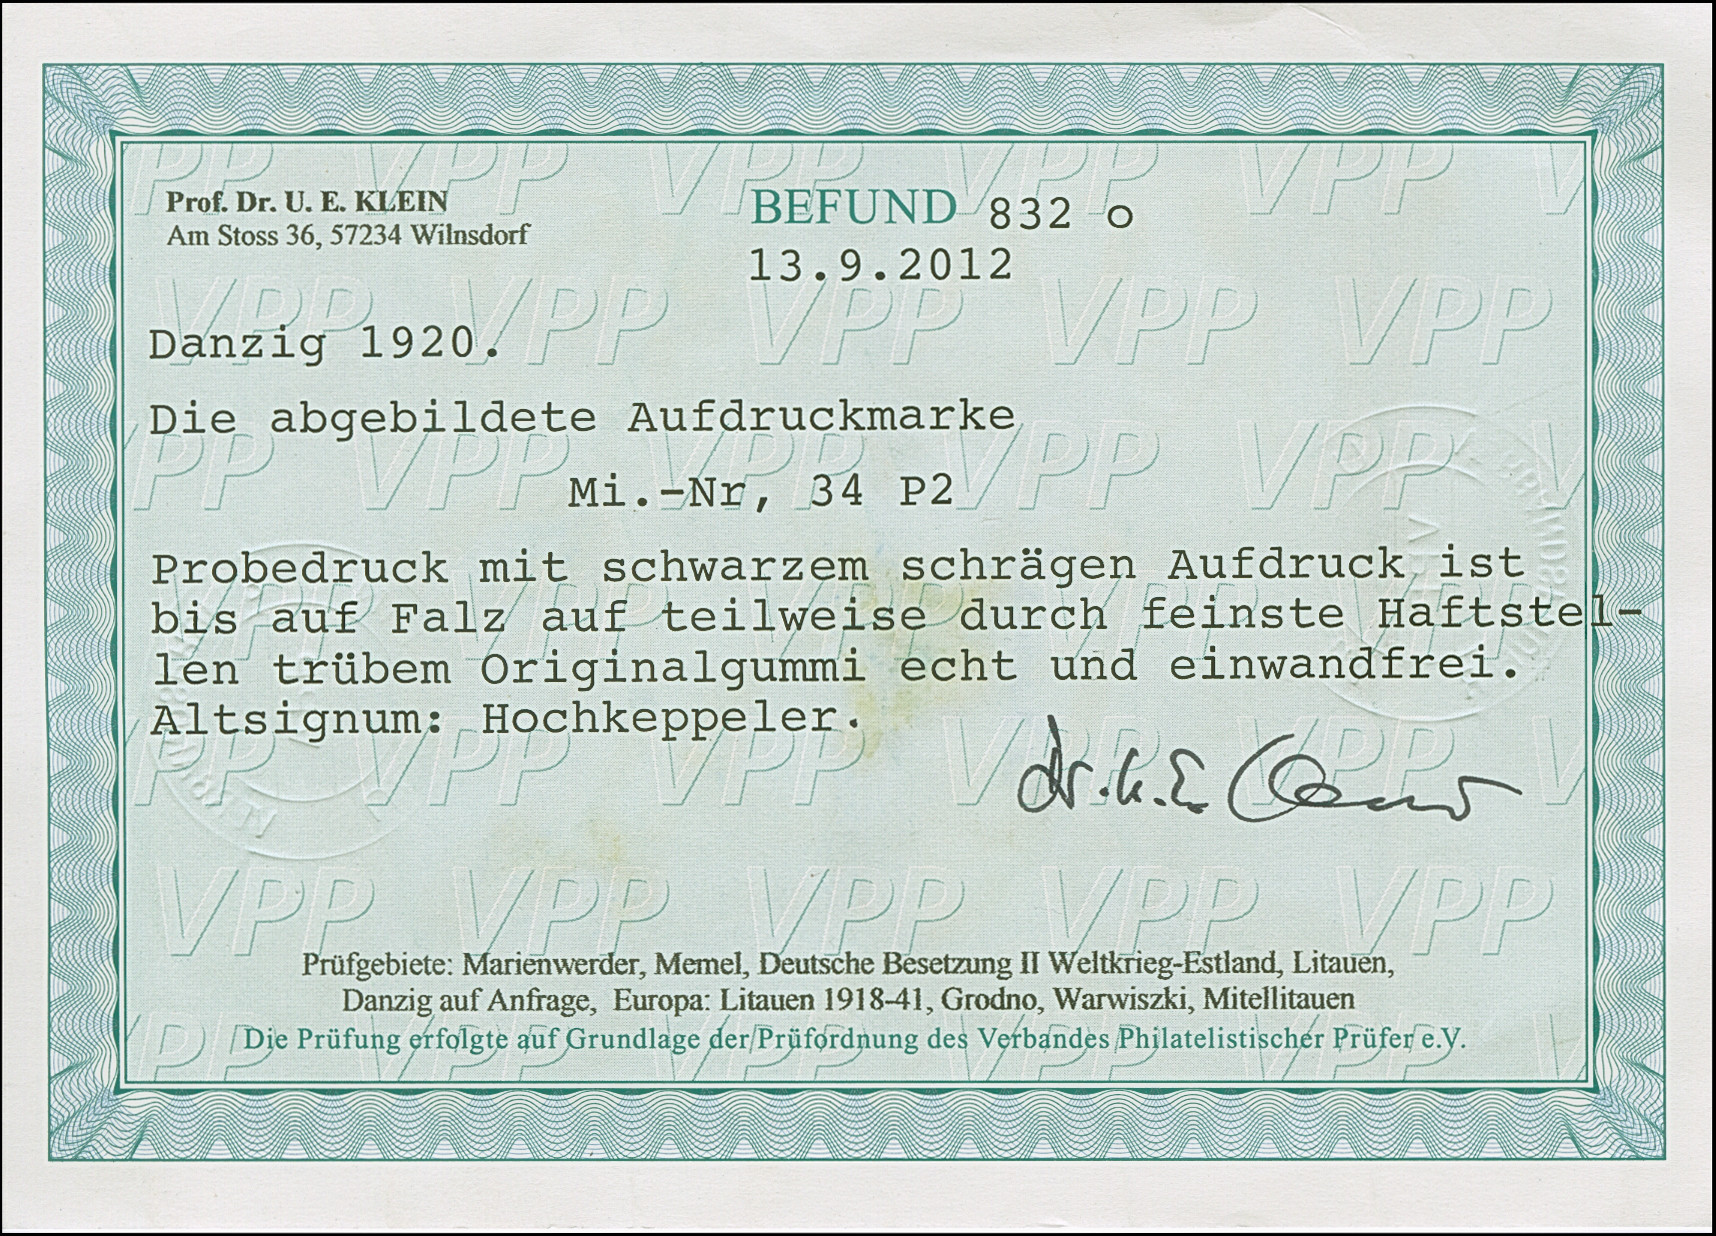 Prof. Dr. U. E. KLEIN
Am Stoss 36, 57234 Wilnsdorf
BEFUND 832 o
13.9.2012
Danzig 1920.
Die abgebildete Aufdruckmarke
Mi.-Nr, 34 P2
Probedruck mit schwarzem schrägen Aufdruck ist
bis auf Falz auf teilweise durch feinste Haftstel-
len trübem Originalgummi echt und einwandfrei.
Altsignum: Hochkeppeler.
Prüfgebiete: Marienwerder, Memel, Deutsche Besetzung II Weltkrieg-Estland, Litauen,
Danzig auf Anfrage, Europa: Litauen 1918-41, Grodno, Warwiszki, Mitellitauen
Die Prüfung erfolgte auf Grundlage der Prüfordnung des Verbandes Philatelistischer Prüfer e.V.